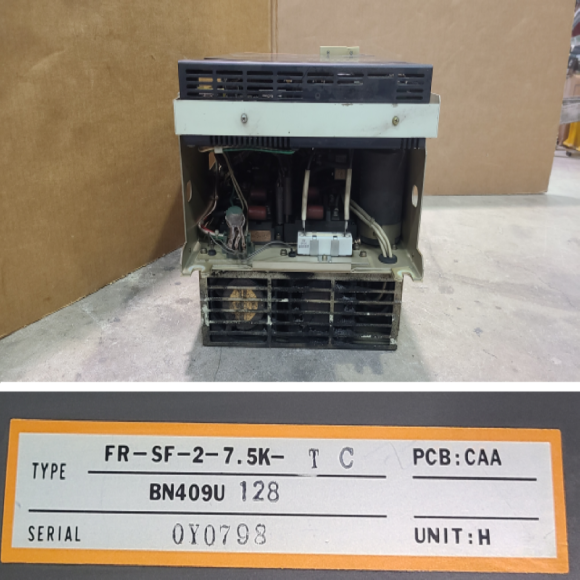 TYPE FR-SF-2-7.5K- T C PCB:CAA
BN409U 128
SERIAL 0Y0798 UNIT:H